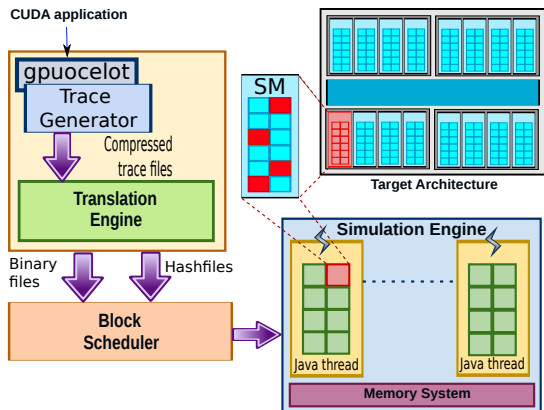 CUDA application
gpuocelot
Trace
Generator
Compressed
trace files
Translation
Engine
Binary
files
Hashfiles
Block
Scheduler
SM
Target Architecture
Simulation Engine
Java thread
Java thread
Memory System